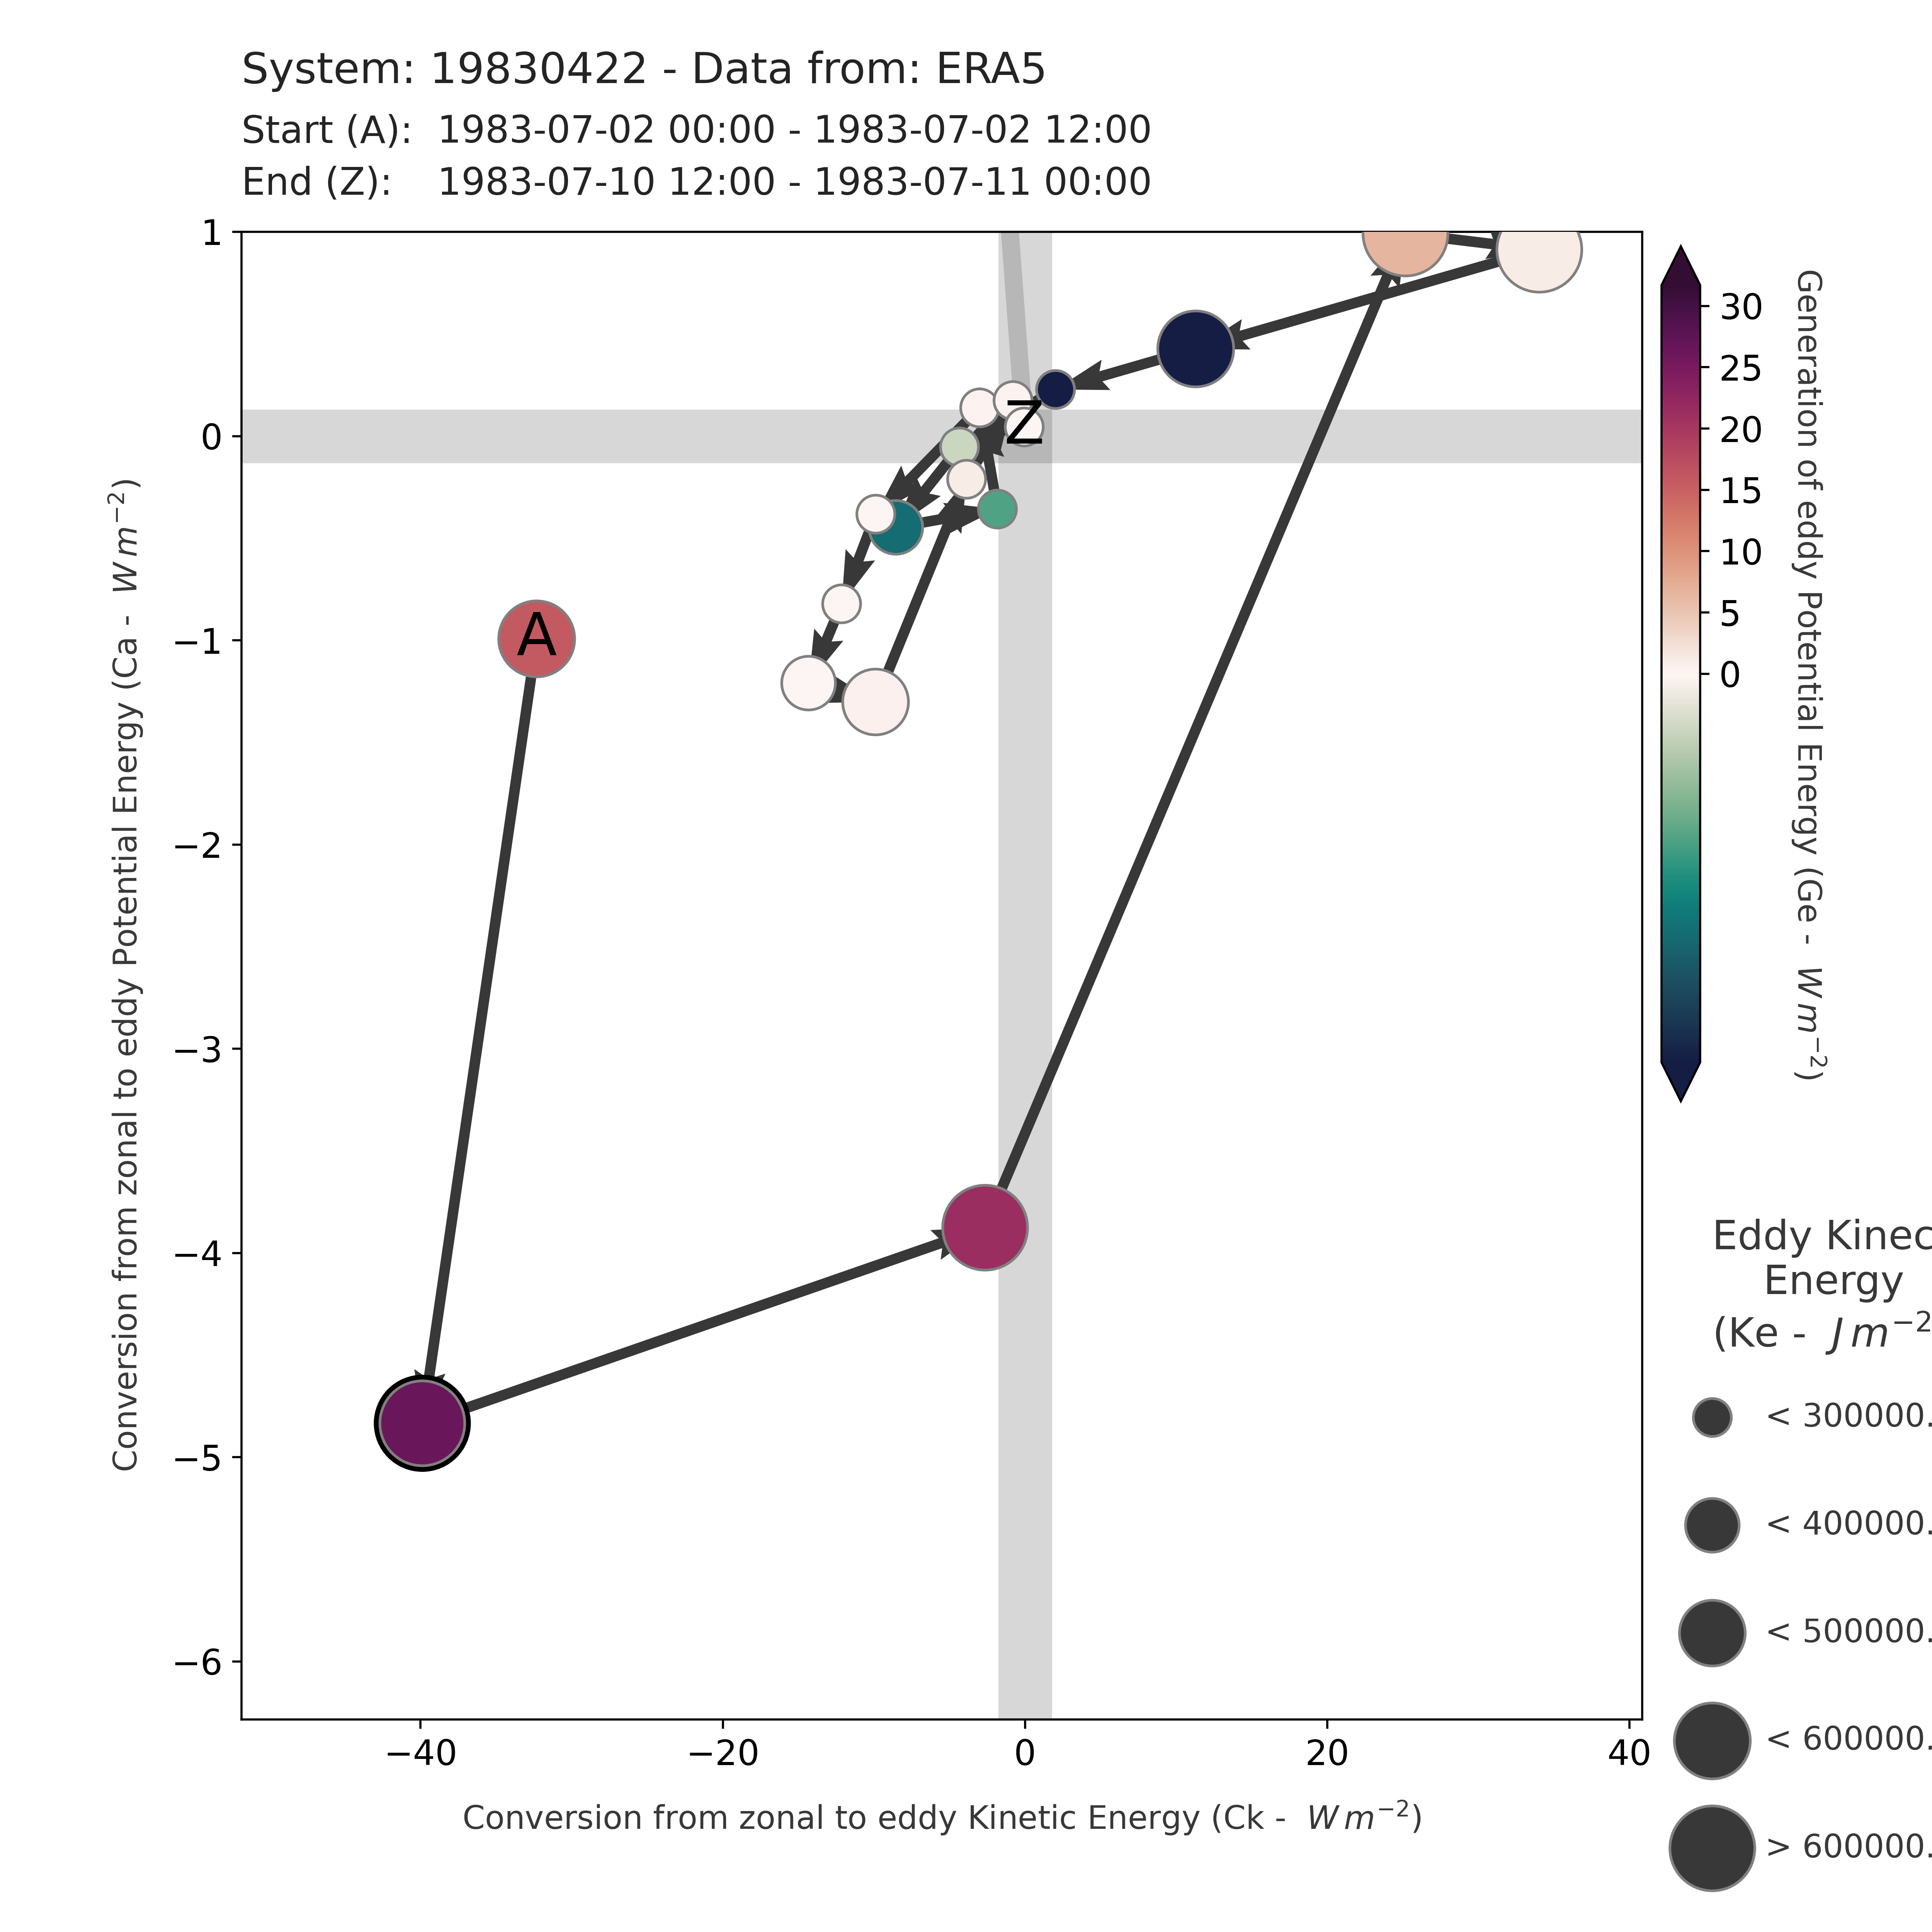 System: 19830422 - Data from: ERA5
Start (A): 1983-07-02 00:00 - 1983-07-02 12:00
End (Z): 1983-07-10 12:00 - 1983-07-11 00:00
1
0
−1
−2
−3
−4
−5
−6
Conversion from zonal to eddy Potential Energy (Ca - W m⁻²)
A
Z
−40
−20
0
20
40
Conversion from zonal to eddy Kinetic Energy (Ck - W m⁻²)
30
25
20
15
10
5
0
Generation of eddy Potential Energy (Ge - W m⁻²)
Eddy Kinec
Energy
(Ke - J m⁻²
< 300000.
< 400000.
< 500000.
< 600000.
> 600000.